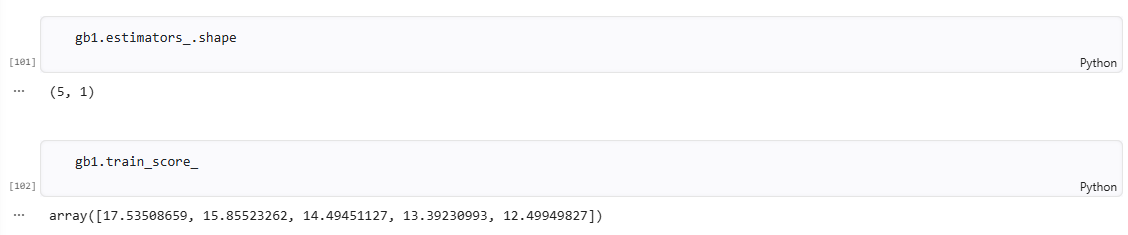 gb1.estimators_.shape
[101]
Python
... (5, 1)
gb1.train_score_
[102]
Python
... array([17.53508659, 15.85523262, 14.49451127, 13.39230993, 12.49949827])